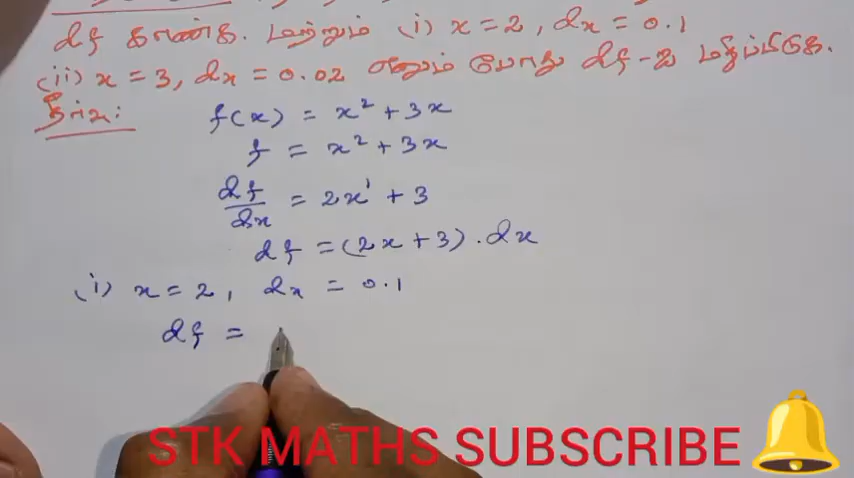 df காண்க. மற்றும் (i) x = 2, dx = 0.1
(ii) x = 3, dx = 0.02 எனும் போது df-ஐ மதிப்பிடுக.
தீர்வு:
f(x) = x² + 3x
f = x² + 3x
df/dx = 2x¹ + 3
df = (2x + 3) . dx
(i) x = 2, dx = 0.1
df =
STK MATHS SUBSCRIBE